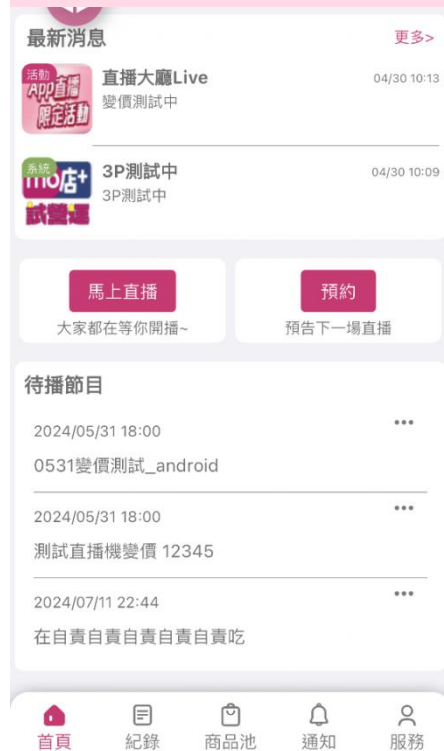 最新消息
更多>
活動
APP直播
限定活動
直播大廳Live
04/30 10:13
變價測試中
系統
mo店+
試營運
3P測試中
04/30 10:09
3P測試中
馬上直播
預約
大家都在等你開播~
預告下一場直播
待播節目
2024/05/31 18:00
0531變價測試_android
2024/05/31 18:00
測試直播機變價 12345
2024/07/11 22:44
在自責自責自責自責自責吃
首頁
紀錄
商品池
通知
服務